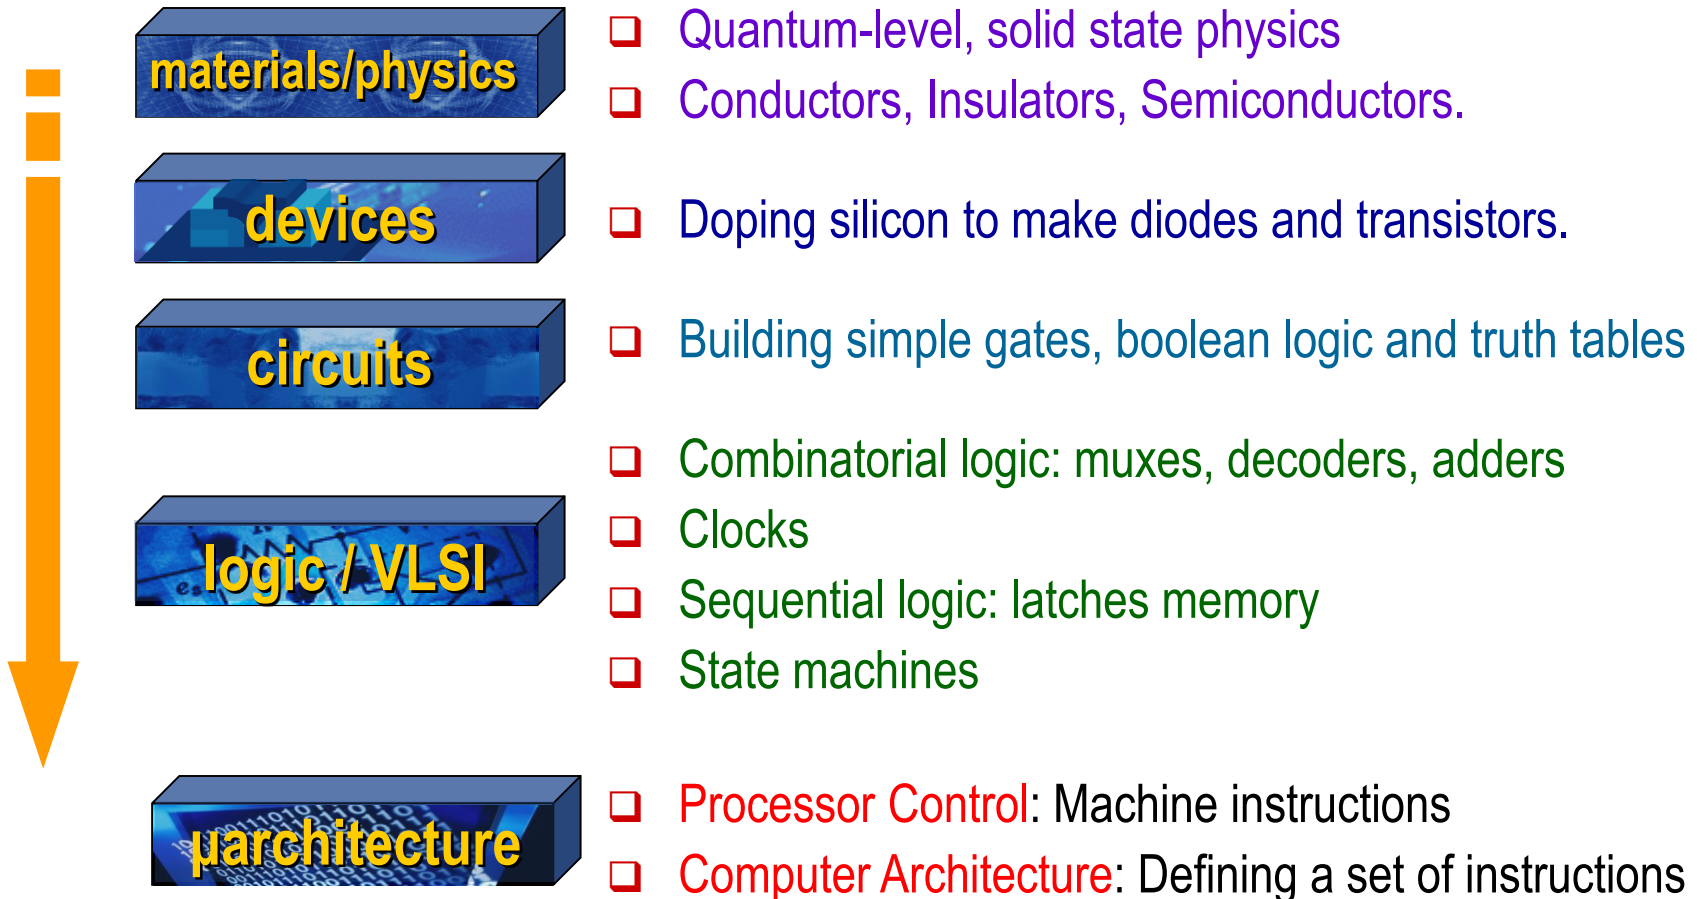 materials/physics
❑ Quantum-level, solid state physics
❑ Conductors, Insulators, Semiconductors.
devices
❑ Doping silicon to make diodes and transistors.
circuits
❑ Building simple gates, boolean logic and truth tables
logic / VLSI
❑ Combinatorial logic: muxes, decoders, adders
❑ Clocks
❑ Sequential logic: latches memory
❑ State machines
µarchitecture
❑ Processor Control: Machine instructions
❑ Computer Architecture: Defining a set of instructions